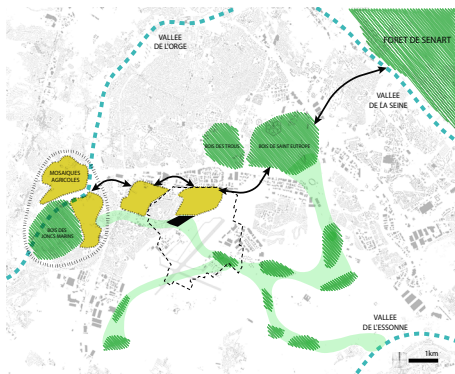 VALLEE
DE L'ORGE
FORET DE SENART
VALLEE
DE LA SEINE
BOIS DES TROUS
BOIS DE SAINT EUTROPE
MOSAIQUES
AGRICOLES
BOIS DES
LONGS MARINS
VALLEE
DE L'ESSONNE
1km